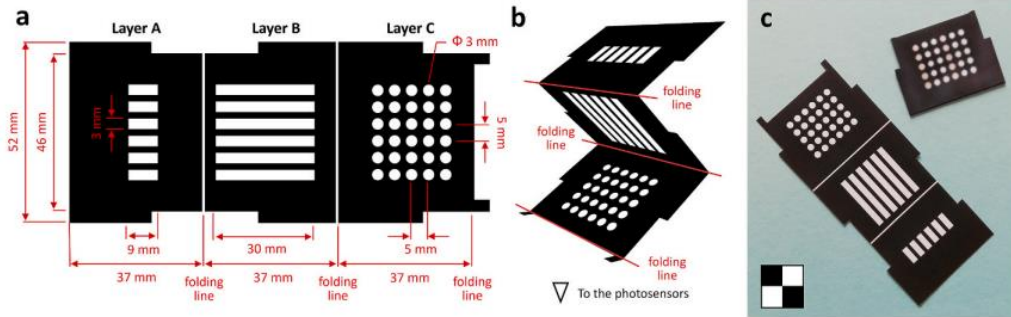 a
Layer A
Layer B
Layer C
Φ 3 mm
52 mm
46 mm
3 mm
5 mm
9 mm
30 mm
5 mm
37 mm
folding line
37 mm
folding line
37 mm
folding line
b
folding line
folding line
folding line
To the photosensors
c